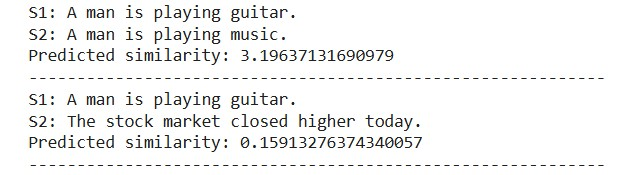 S1: A man is playing guitar.
S2: A man is playing music.
Predicted similarity: 3.19637131690979
------------------------------------------------------------
S1: A man is playing guitar.
S2: The stock market closed higher today.
Predicted similarity: 0.15913276374340057
------------------------------------------------------------